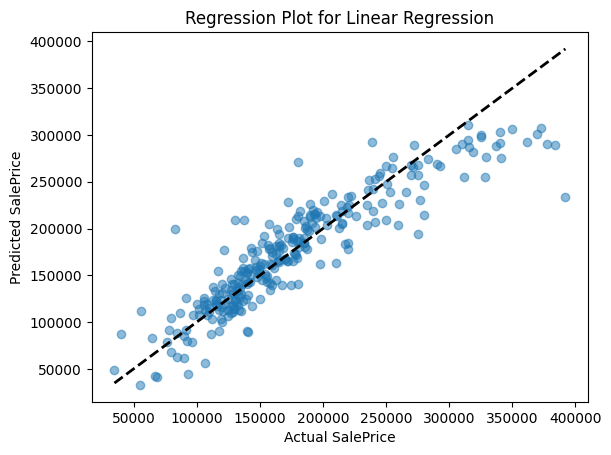 Regression Plot for Linear Regression
400000
350000
300000
250000
200000
150000
100000
50000
Predicted SalePrice
50000 100000 150000 200000 250000 300000 350000 400000
Actual SalePrice